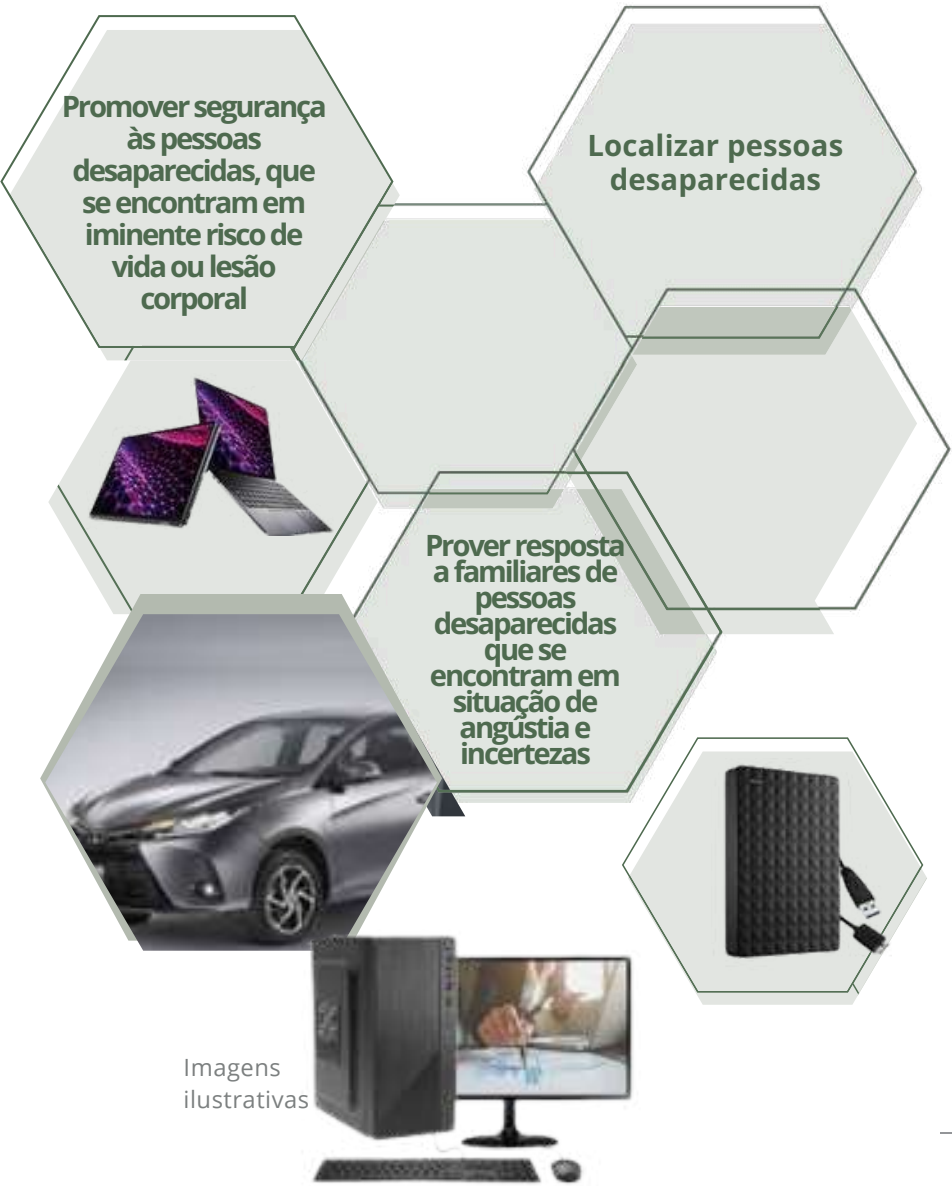 Promover segurança
às pessoas
desaparecidas, que
se encontram em
iminente risco de
vida ou lesão
corporal
Localizar pessoas
desaparecidas
Prover resposta
a familiares de
pessoas
desaparecidas
que se
encontram em
situação de
angústia e
incertezas
Imagens
ilustrativas